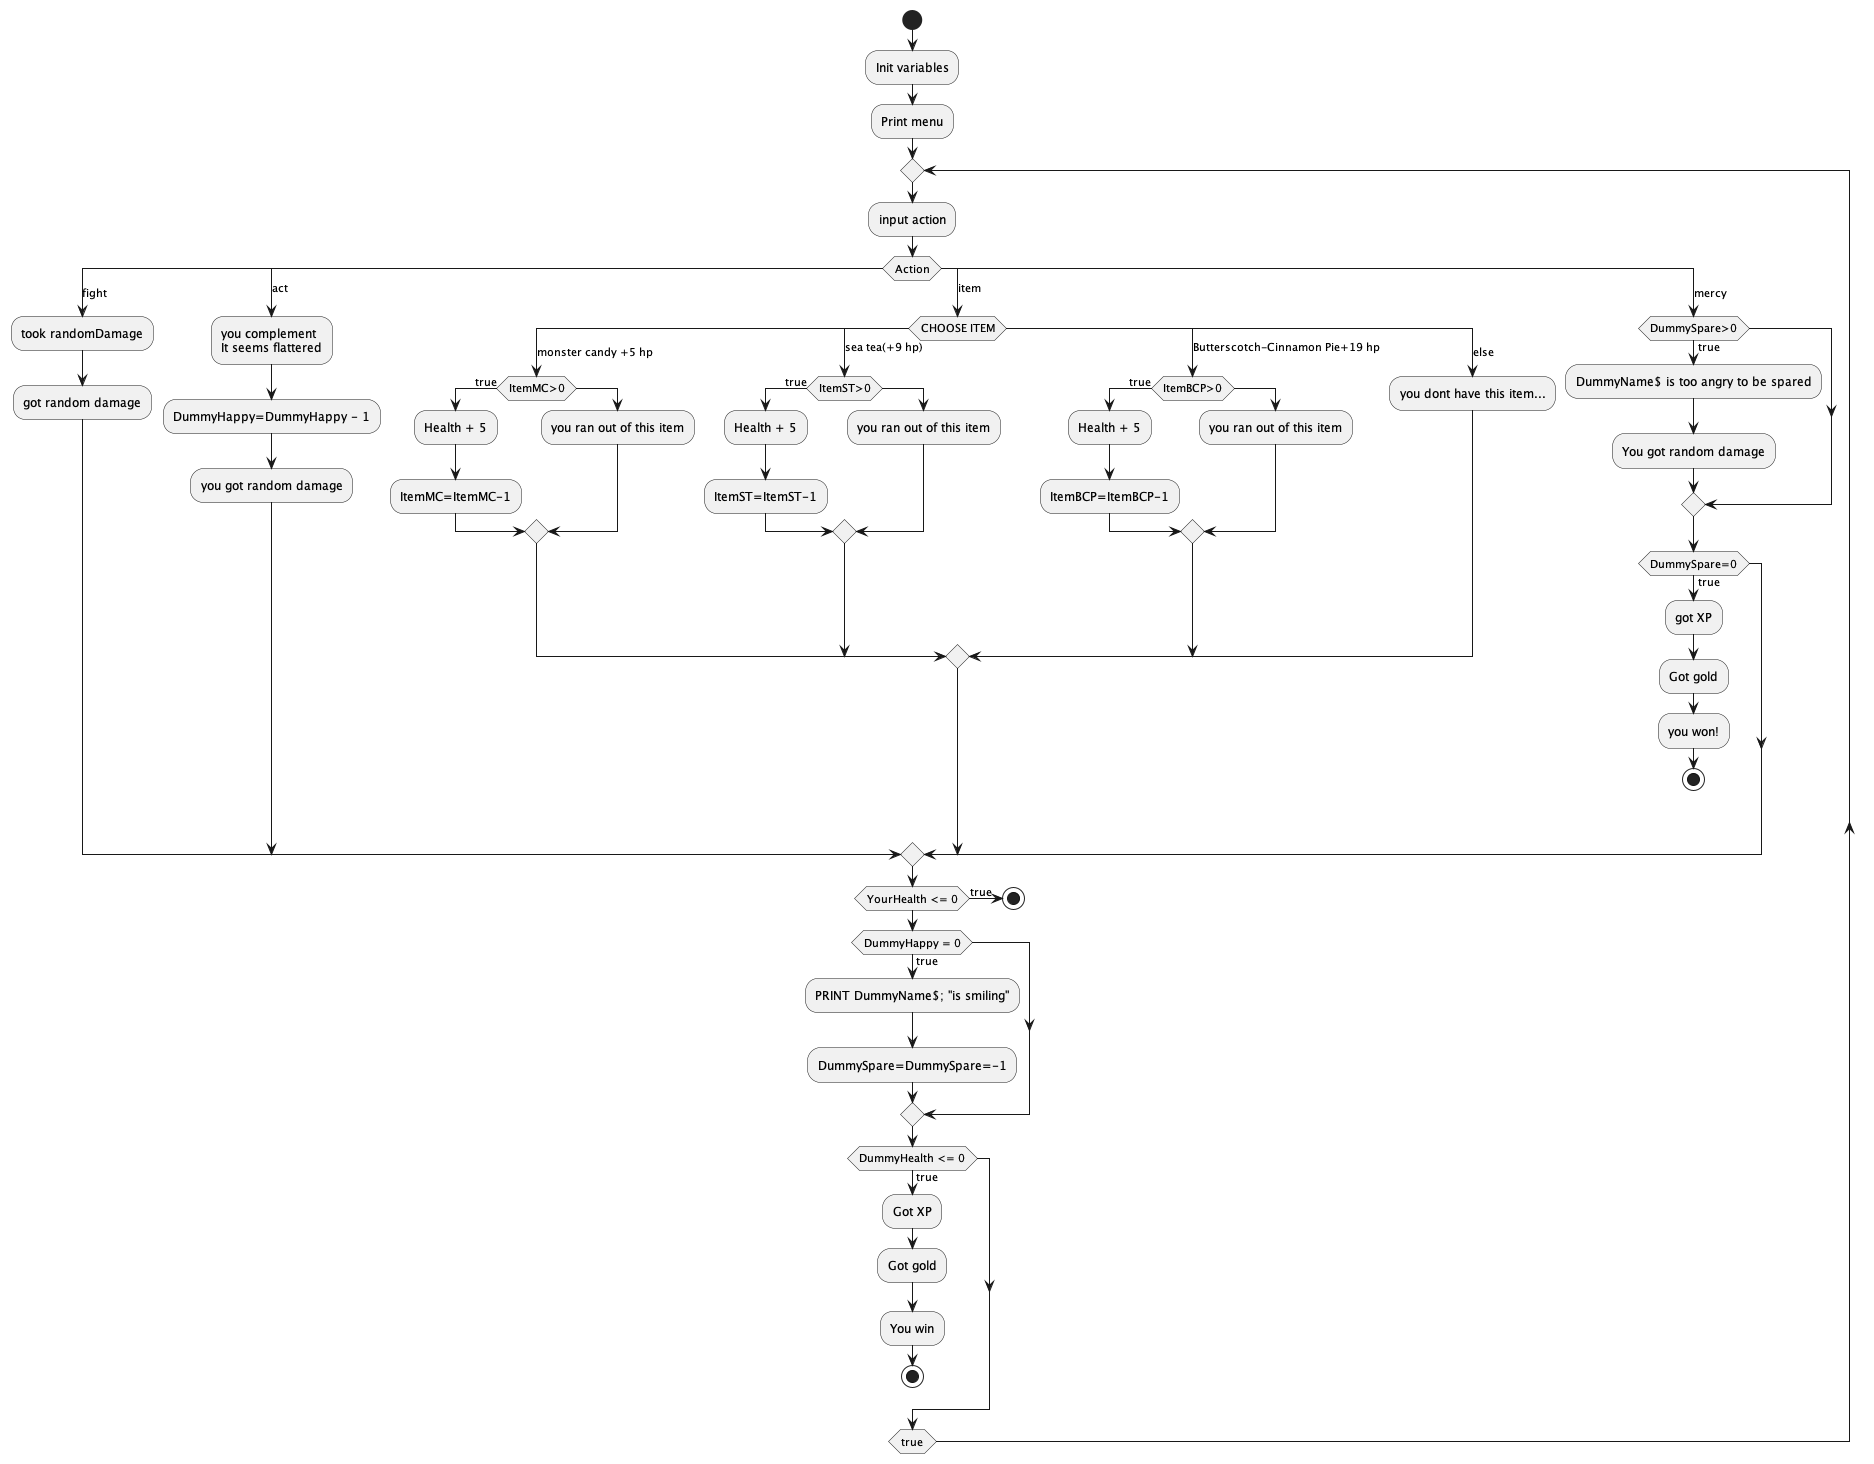 Init variables
Print menu
input action
Action
fight
took randomDamage
got random damage
act
you complement
It seems flattered
DummyHappy=DummyHappy - 1
you got random damage
item
CHOOSE ITEM
monster candy +5 hp
ItemMC>0
true
Health + 5
ItemMC=ItemMC-1
you ran out of this item
sea tea(+9 hp)
ItemST>0
true
Health + 5
ItemST=ItemST-1
you ran out of this item
Butterscotch-Cinnamon Pie+19 hp
ItemBCP>0
true
Health + 5
ItemBCP=ItemBCP-1
you ran out of this item
else
you dont have this item...
mercy
DummySpare>0
true
DummyName$ is too angry to be spared
You got random damage
DummySpare=0
true
got XP
Got gold
you won!
YourHealth <= 0
true
DummyHappy = 0
true
PRINT DummyName$; "is smiling"
DummySpare=DummySpare=-1
DummyHealth <= 0
true
Got XP
Got gold
You win
true